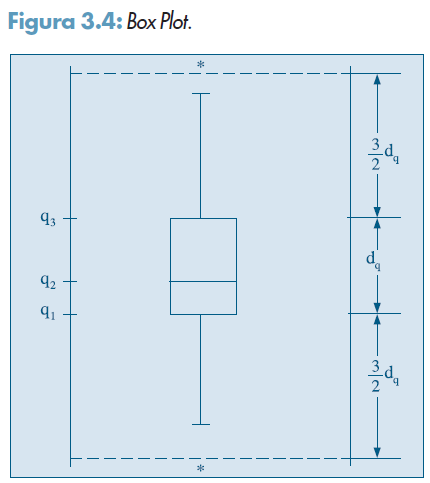 Figura 3.4: Box Plot.
*
3/2 dq
q3
dq
q2
q1
3/2 dq
*